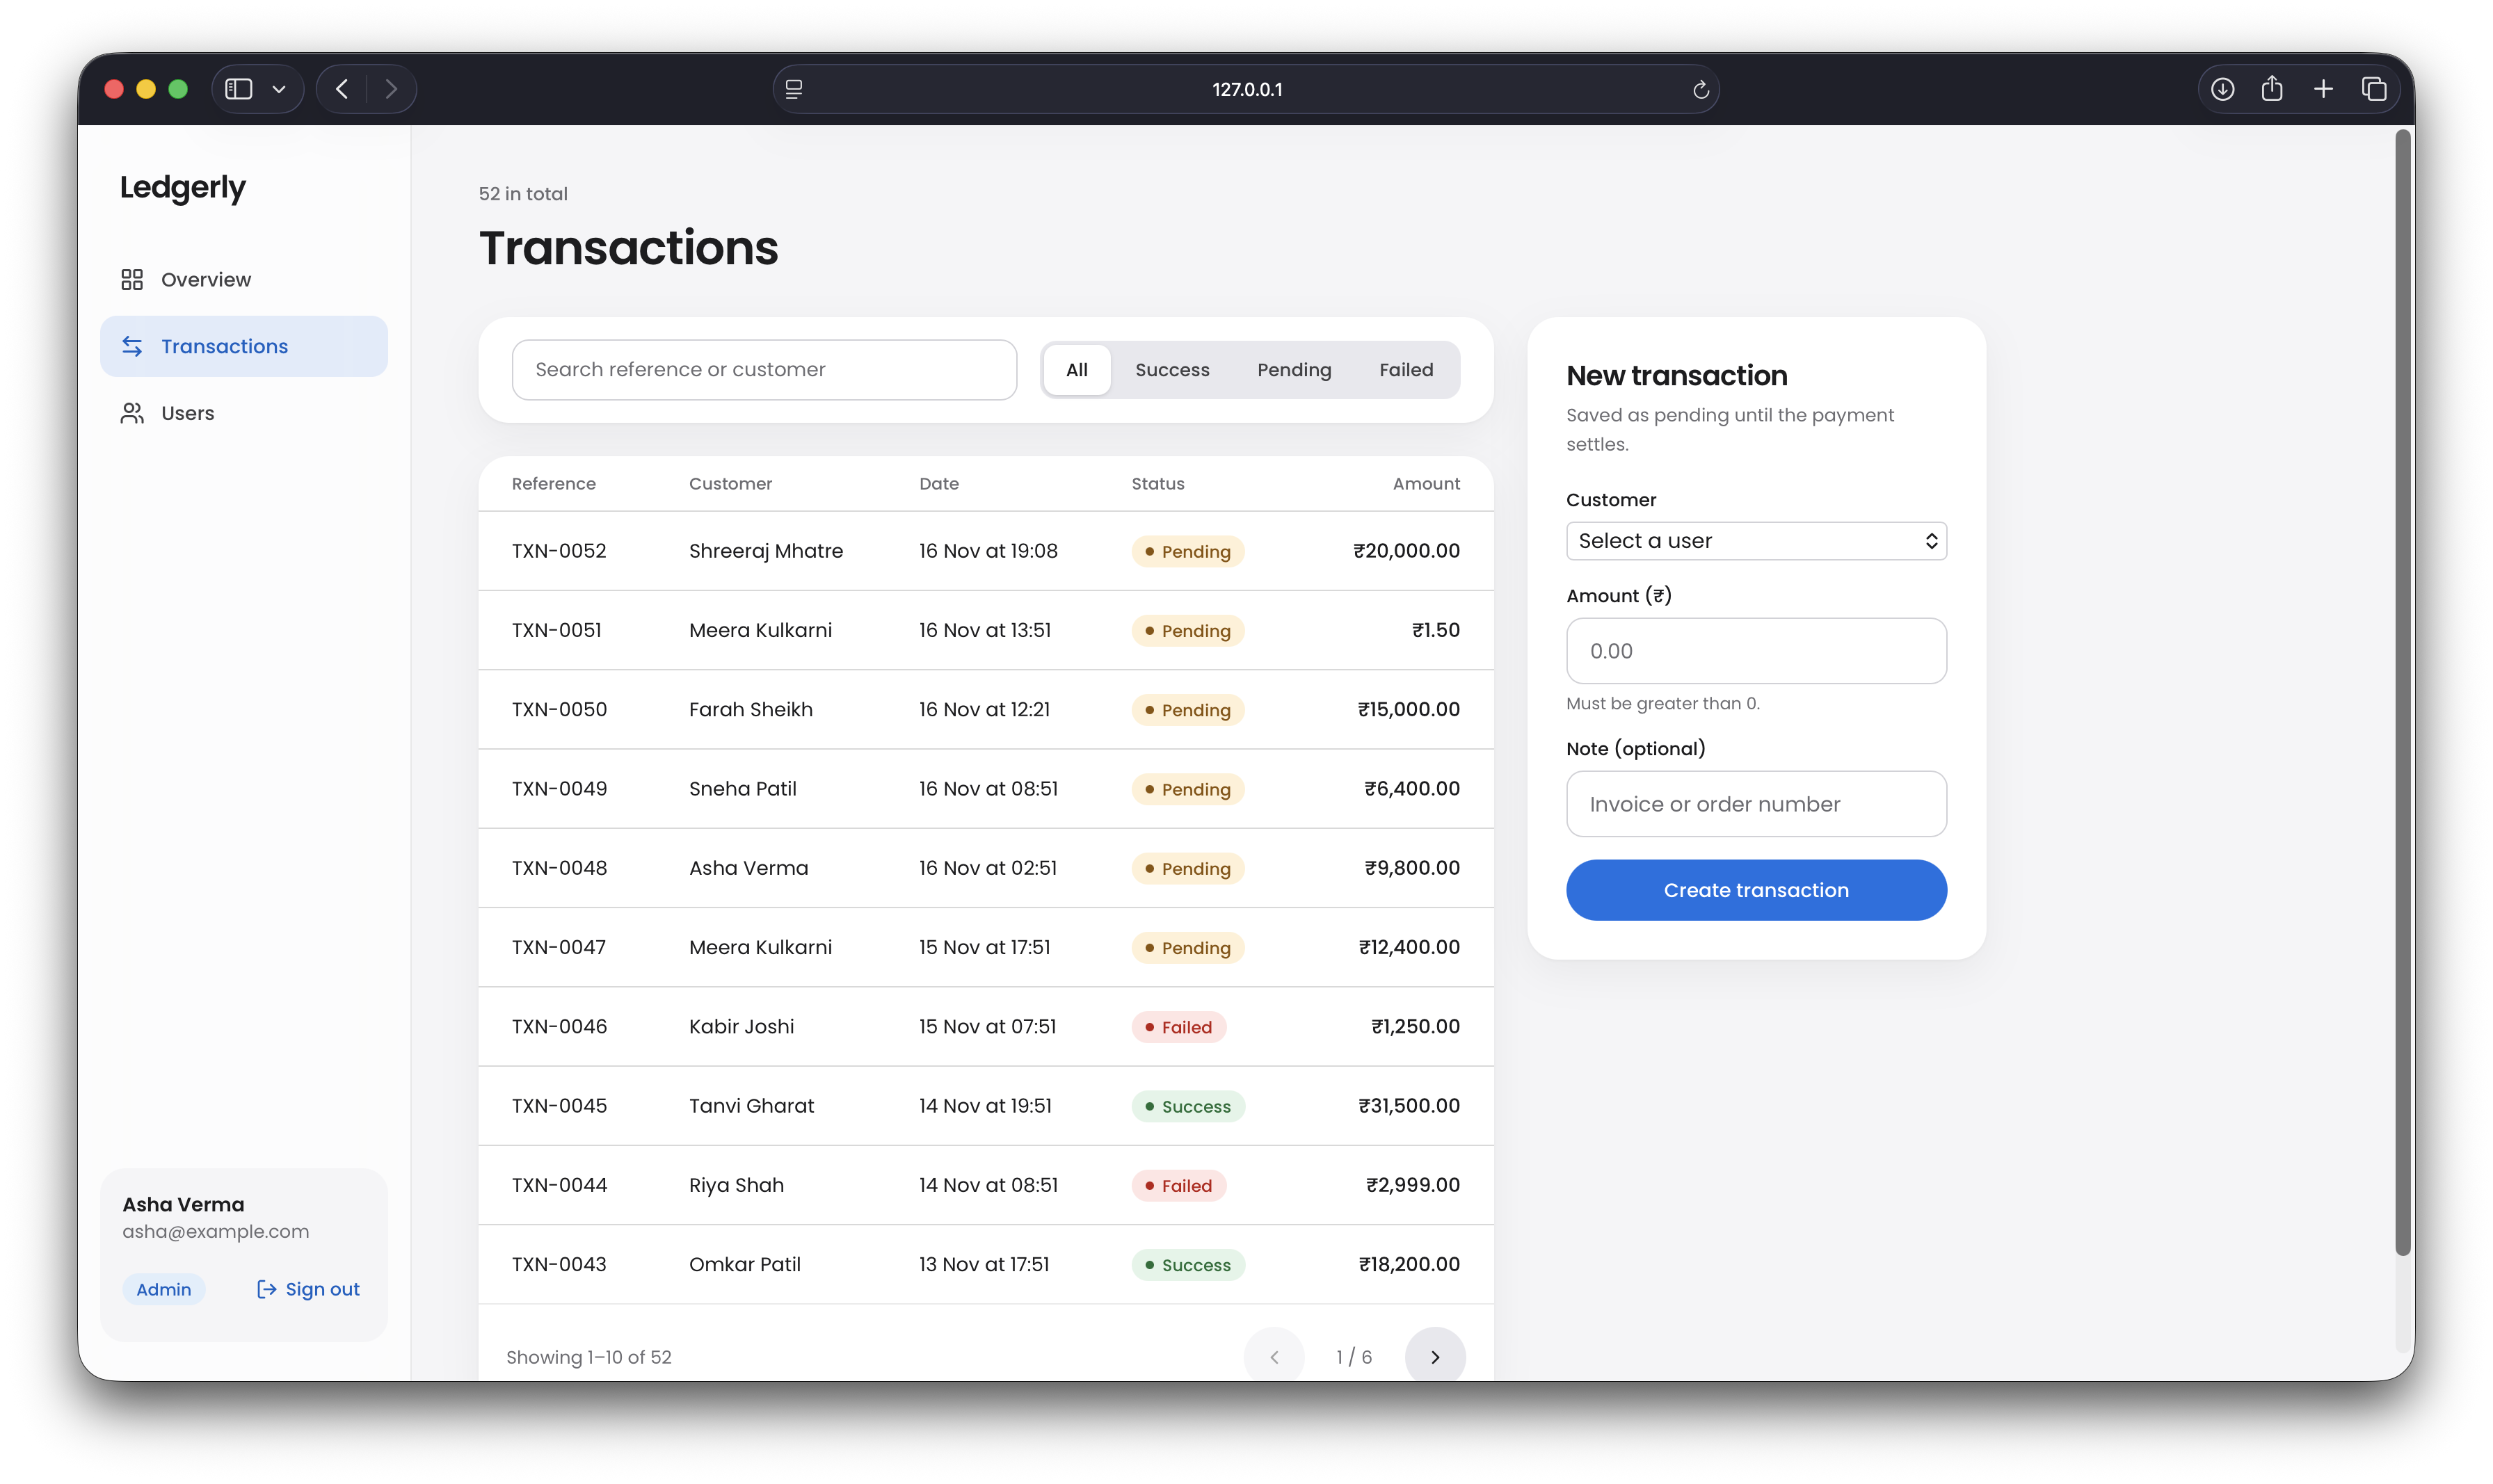 127.0.0.1
Ledgerly
Overview
Transactions
Users
Asha Verma
asha@example.com
Admin
Sign out
52 in total
Transactions
Search reference or customer
All Success Pending Failed
Reference Customer Date Status Amount
TXN-0052 Shreeraj Mhatre 16 Nov at 19:08 Pending ₹20,000.00
TXN-0051 Meera Kulkarni 16 Nov at 13:51 Pending ₹1.50
TXN-0050 Farah Sheikh 16 Nov at 12:21 Pending ₹15,000.00
TXN-0049 Sneha Patil 16 Nov at 08:51 Pending ₹6,400.00
TXN-0048 Asha Verma 16 Nov at 02:51 Pending ₹9,800.00
TXN-0047 Meera Kulkarni 15 Nov at 17:51 Pending ₹12,400.00
TXN-0046 Kabir Joshi 15 Nov at 07:51 Failed ₹1,250.00
TXN-0045 Tanvi Gharat 14 Nov at 19:51 Success ₹31,500.00
TXN-0044 Riya Shah 14 Nov at 08:51 Failed ₹2,999.00
TXN-0043 Omkar Patil 13 Nov at 17:51 Success ₹18,200.00
Showing 1–10 of 52
1 / 6
New transaction
Saved as pending until the payment
settles.
Customer
Select a user
Amount (₹)
0.00
Must be greater than 0.
Note (optional)
Invoice or order number
Create transaction